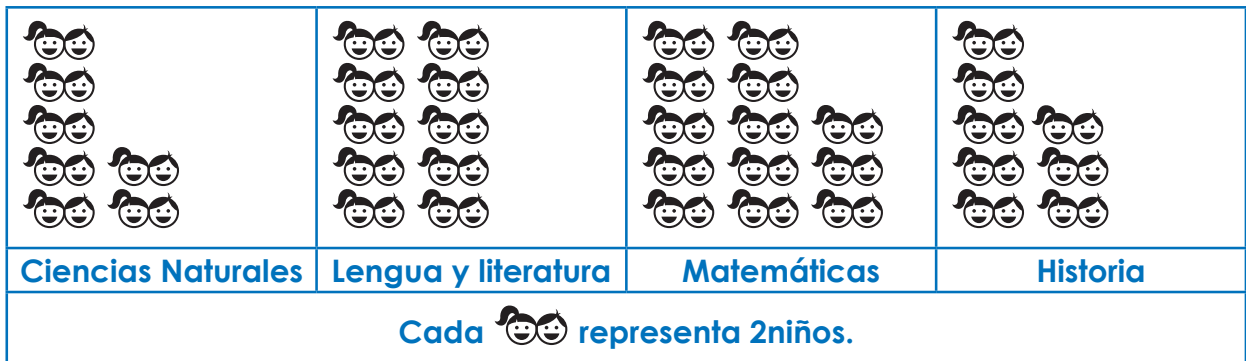 Ciencias Naturales
Lengua y literatura
Matemáticas
Historia
Cada representa 2niños.